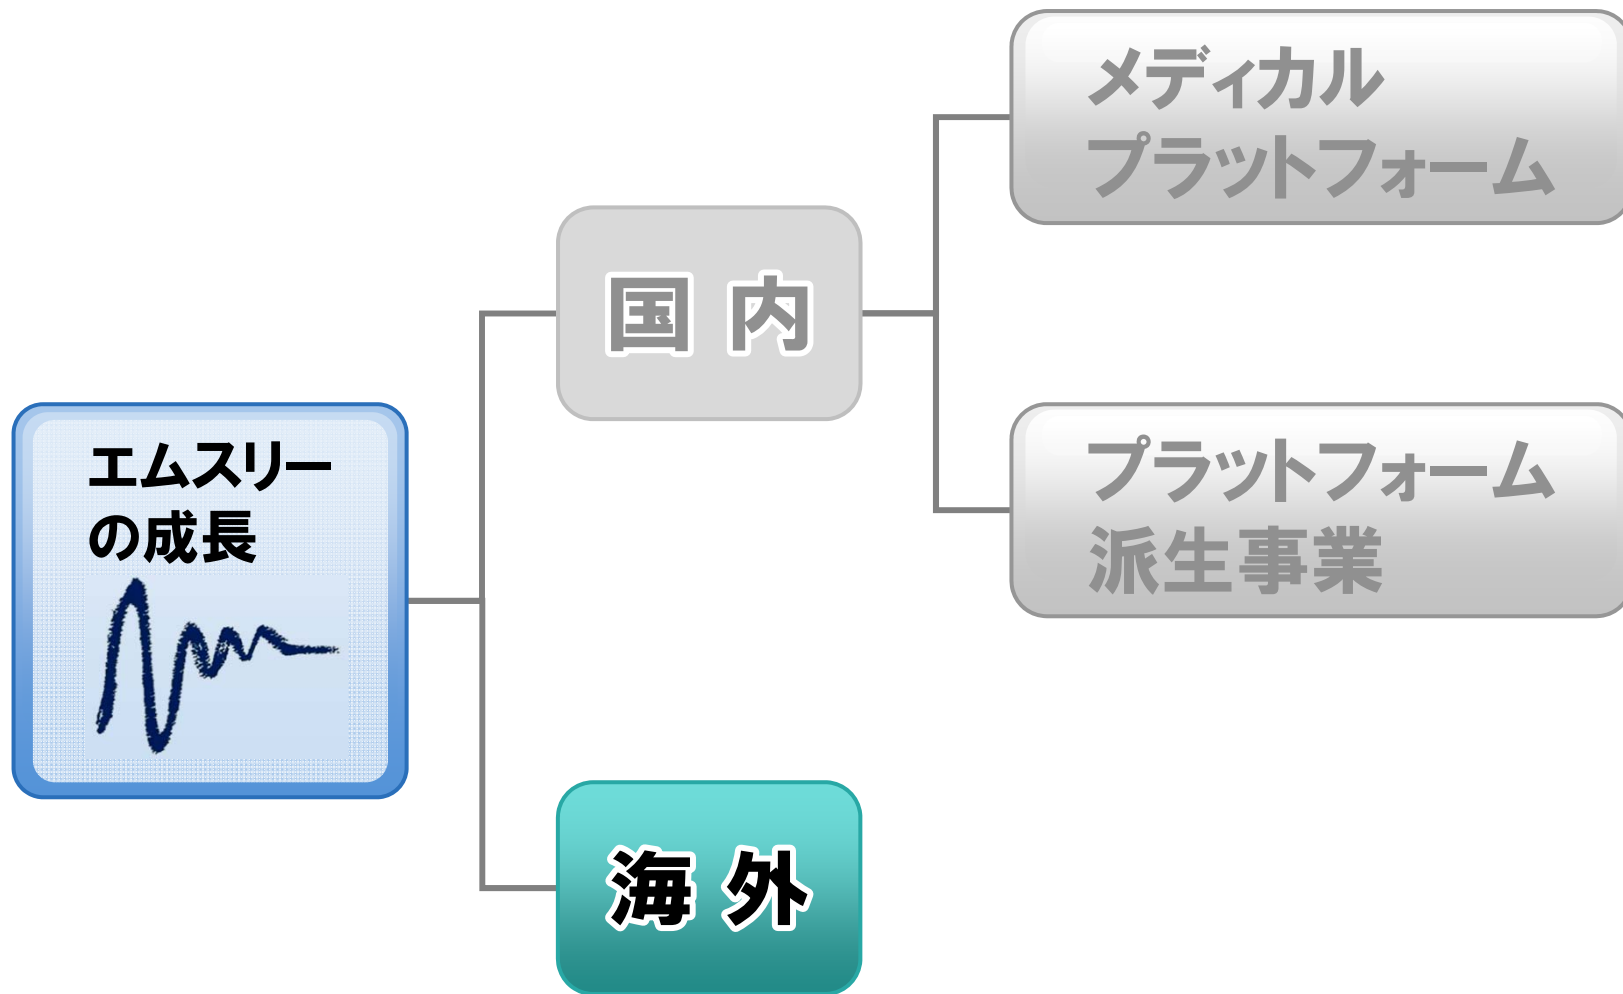 メディカル
プラットフォーム
国内
エムスリー
の成長
プラットフォーム
派生事業
海外